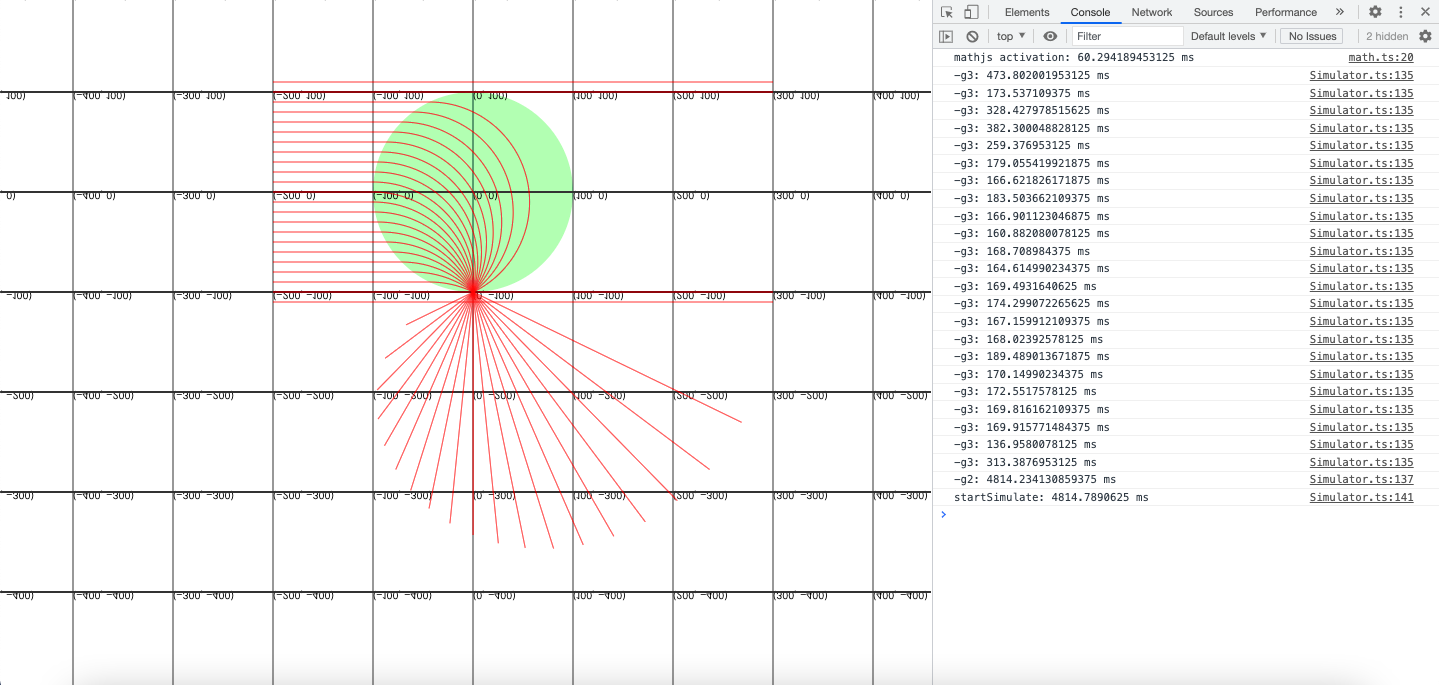 , 100) (-400, 100) (-300, 100) (-200, 100) (-100, 100) (0, 100) (100, 100) (200, 100) (300, 100) (400, 100)
, 0) (-400, 0) (-300, 0) (-200, 0) (-100, 0) (0, 0) (100, 0) (200, 0) (300, 0) (400, 0)
, -100) (-400, -100) (-300, -100) (-200, -100) (-100, -100) (0, -100) (100, -100) (200, -100) (300, -100) (400, -100)
, -200) (-400, -200) (-300, -200) (-200, -200) (-100, -200) (0, -200) (100, -200) (200, -200) (300, -200) (400, -200)
, -300) (-400, -300) (-300, -300) (-200, -300) (-100, -300) (0, -300) (100, -300) (200, -300) (300, -300) (400, -300)
, -400) (-400, -400) (-300, -400) (-200, -400) (-100, -400) (0, -400) (100, -400) (200, -400) (300, -400) (400, -400)
Elements Console Network Sources Performance
top Filter Default levels No Issues 2 hidden
mathjs activation: 60.294189453125 ms math.ts:20
-g3: 473.802001953125 ms Simulator.ts:135
-g3: 173.537109375 ms Simulator.ts:135
-g3: 328.427978515625 ms Simulator.ts:135
-g3: 382.300048828125 ms Simulator.ts:135
-g3: 259.376953125 ms Simulator.ts:135
-g3: 179.055419921875 ms Simulator.ts:135
-g3: 166.621826171875 ms Simulator.ts:135
-g3: 183.503662109375 ms Simulator.ts:135
-g3: 166.901123046875 ms Simulator.ts:135
-g3: 160.882080078125 ms Simulator.ts:135
-g3: 168.708984375 ms Simulator.ts:135
-g3: 164.614990234375 ms Simulator.ts:135
-g3: 169.4931640625 ms Simulator.ts:135
-g3: 174.299072265625 ms Simulator.ts:135
-g3: 167.159912109375 ms Simulator.ts:135
-g3: 168.02392578125 ms Simulator.ts:135
-g3: 189.489013671875 ms Simulator.ts:135
-g3: 170.14990234375 ms Simulator.ts:135
-g3: 172.5517578125 ms Simulator.ts:135
-g3: 169.816162109375 ms Simulator.ts:135
-g3: 169.915771484375 ms Simulator.ts:135
-g3: 136.9580078125 ms Simulator.ts:135
-g3: 313.3876953125 ms Simulator.ts:135
-g2: 4814.234130859375 ms Simulator.ts:137
startSimulate: 4814.7890625 ms Simulator.ts:141